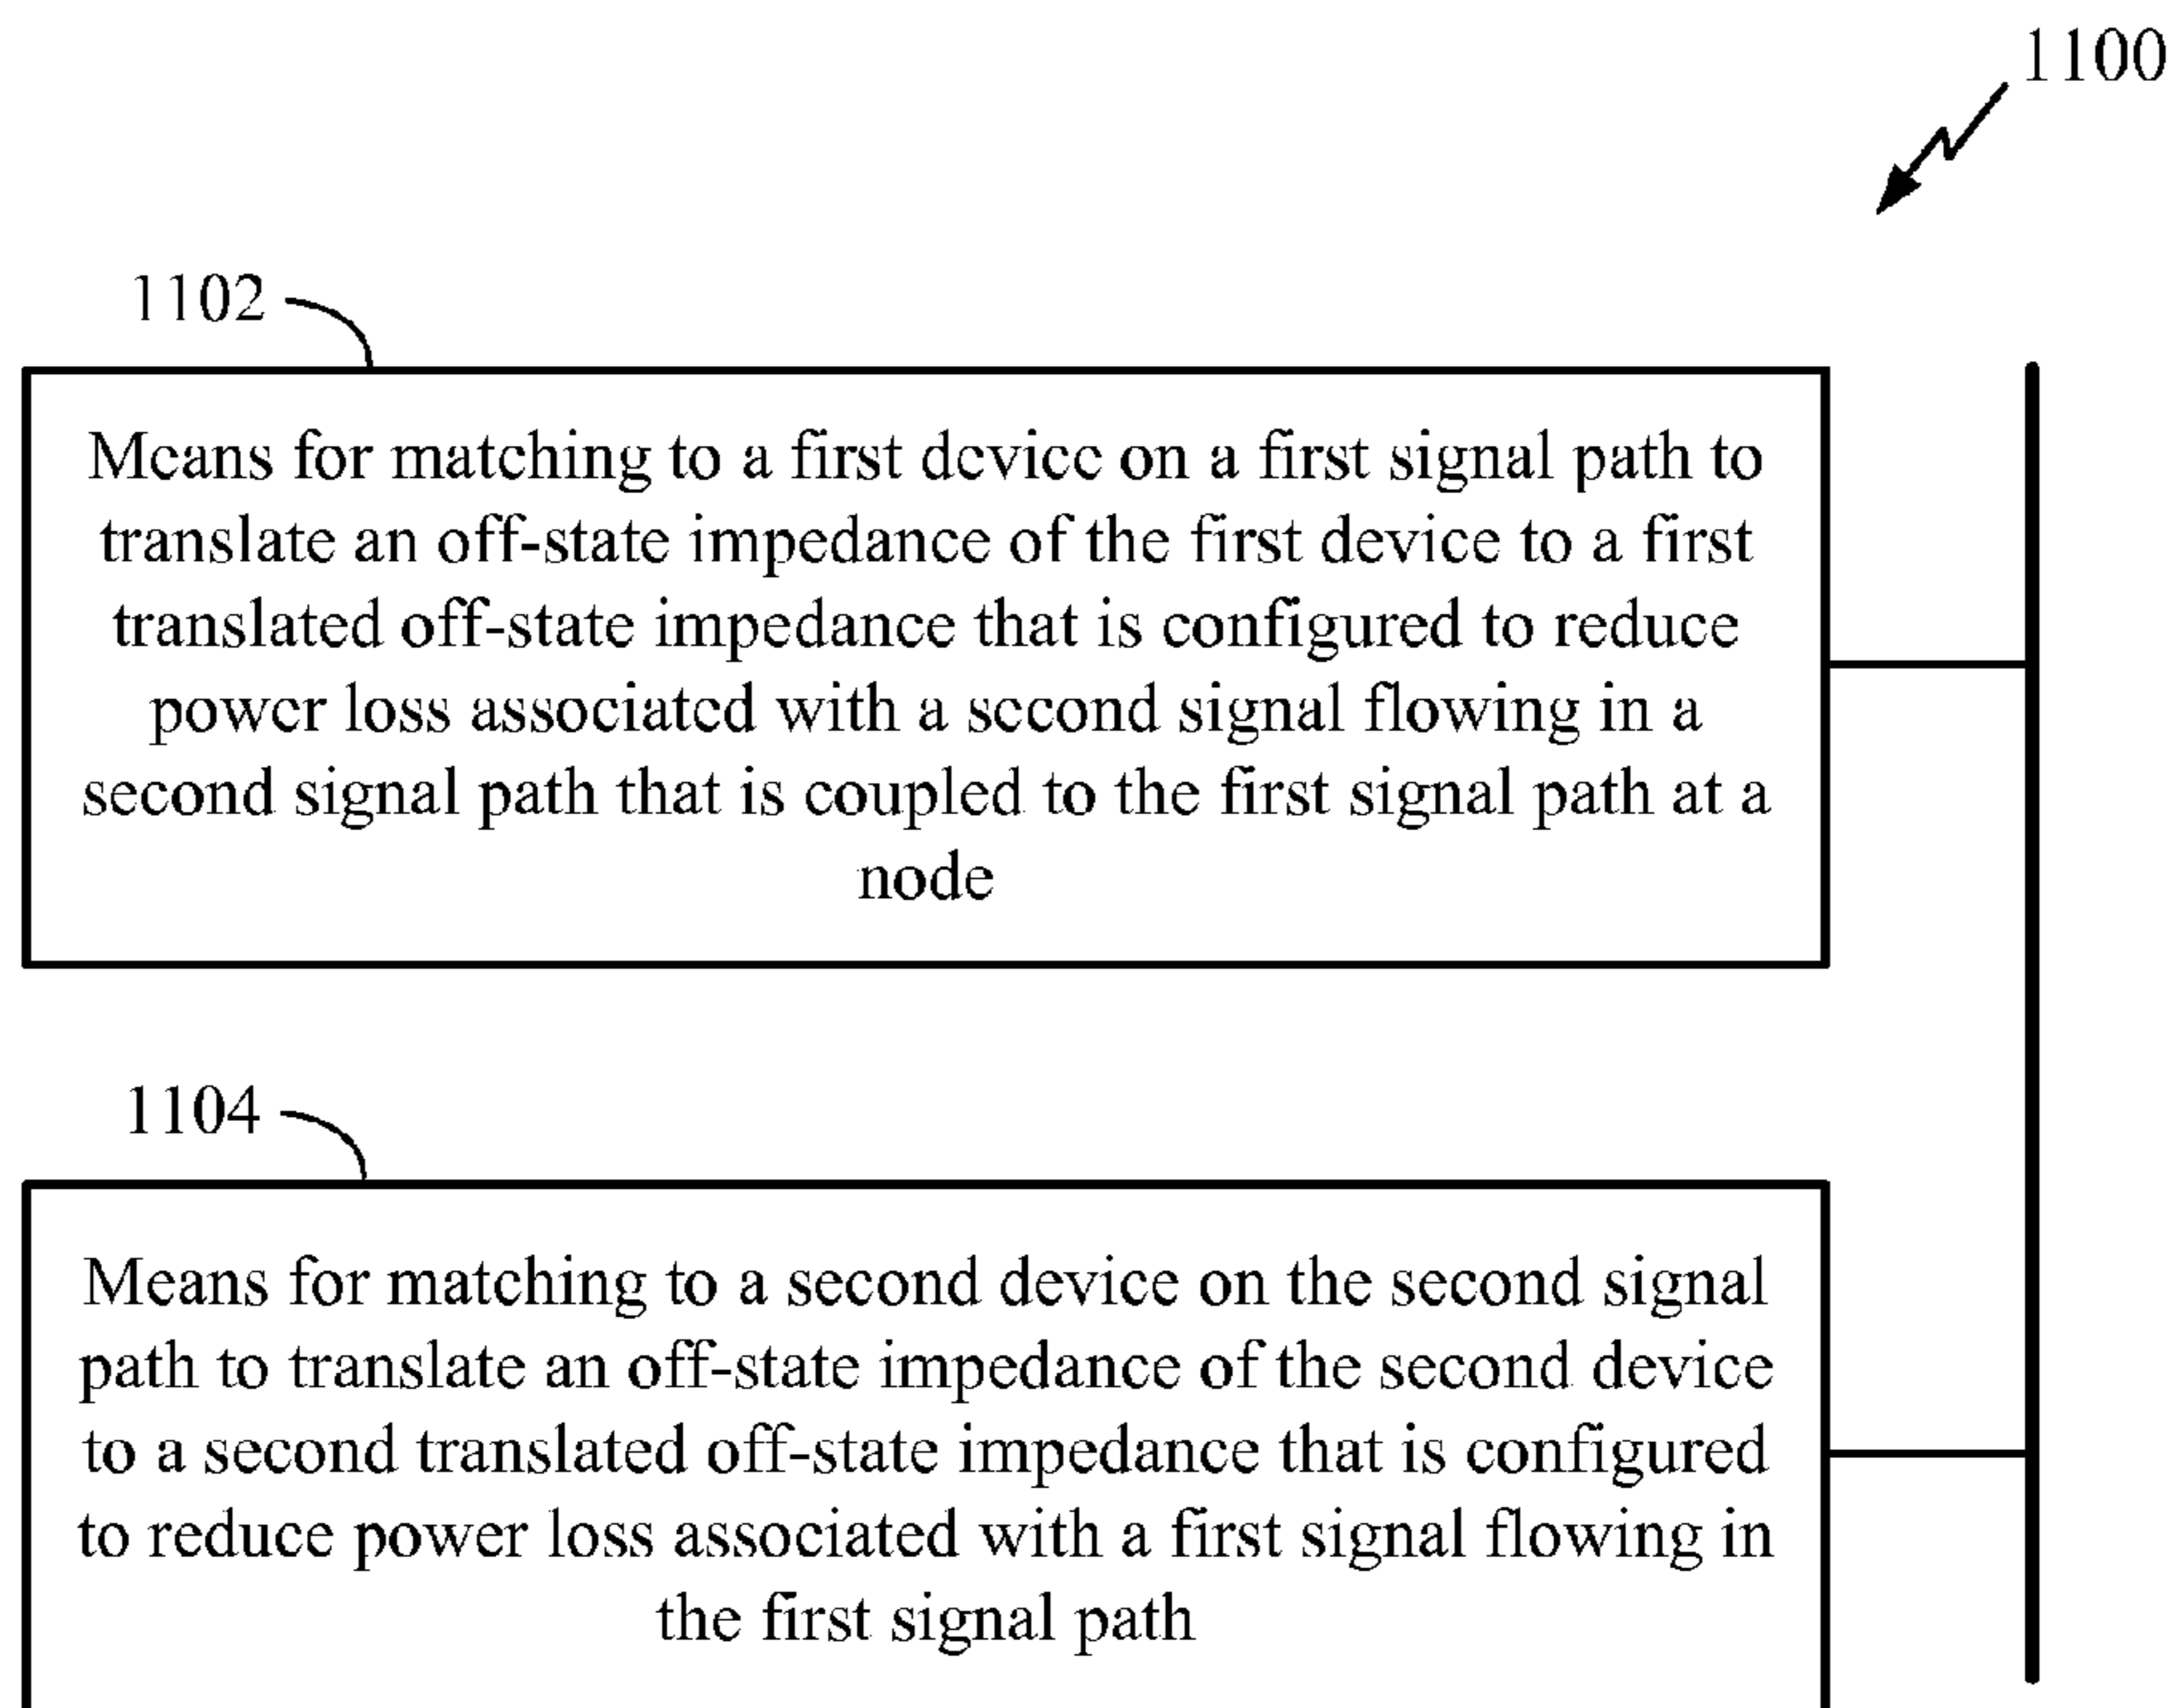 1100
1102
Means for matching to a first device on a first signal path to
translate an off-state impedance of the first device to a first
translated off-state impedance that is configured to reduce
power loss associated with a second signal flowing in a
second signal path that is coupled to the first signal path at a
node
1104
Means for matching to a second device on the second signal
path to translate an off-state impedance of the second device
to a second translated off-state impedance that is configured
to reduce power loss associated with a first signal flowing in
the first signal path